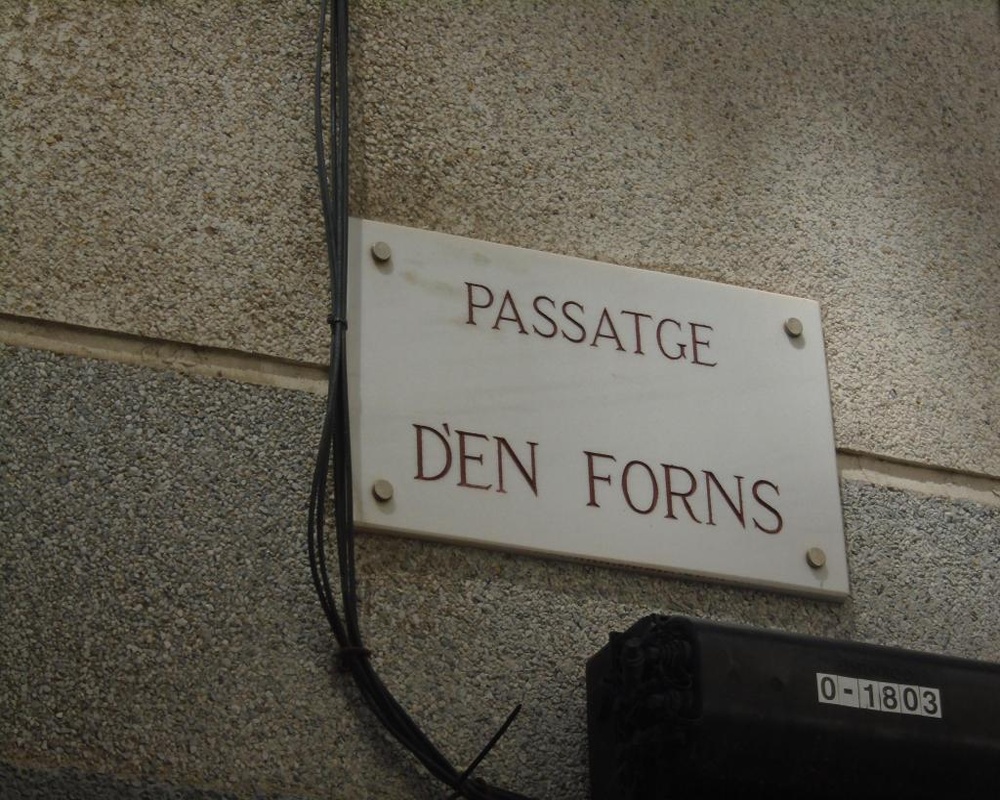 PASSATGE
D'EN FORNS
0-1803